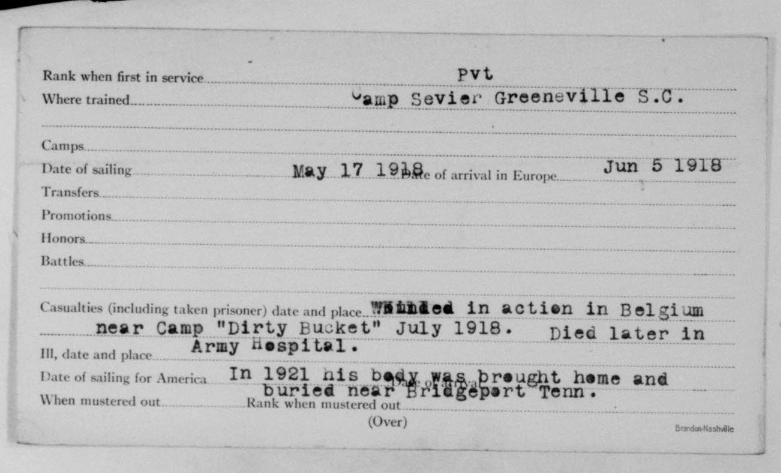 Rank when first in service Pvt
Where trained Camp Sevier Greeneville S.C.
Camps
Date of sailing May 17 1918 Date of arrival in Europe Jun 5 1918
Transfers
Promotions
Honors
Battles
Casualties (including taken prisoner) date and place Wounded in action in Belgium
near Camp "Dirty Bucket" July 1918. Died later in
Ill, date and place Army Hospital.
Date of sailing for America In 1921 his body was brought home and Date of arrival
buried near Bridgeport Tenn.
When mustered out Rank when mustered out
(Over)
Brandon-Nashville